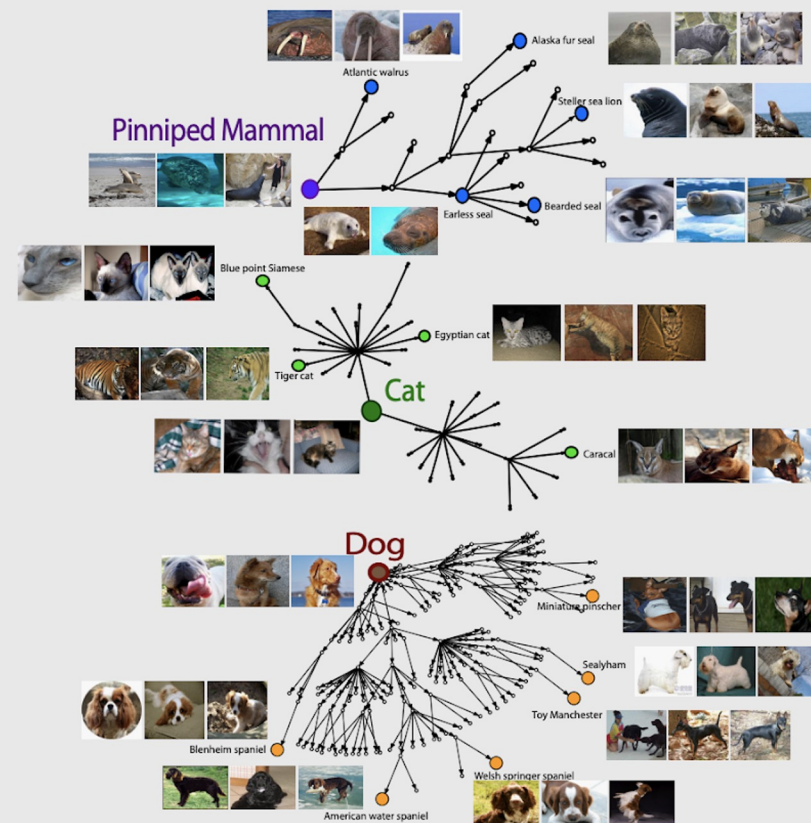 Alaska fur seal
Atlantic walrus
Steller sea lion
Pinniped Mammal
Earless seal
Bearded seal
Blue point Siamese
Egyptian cat
Tiger cat
Cat
Caracal
Dog
Miniature pinscher
Sealyham
Toy Manchester
Blenheim spaniel
Welsh springer spaniel
American water spaniel